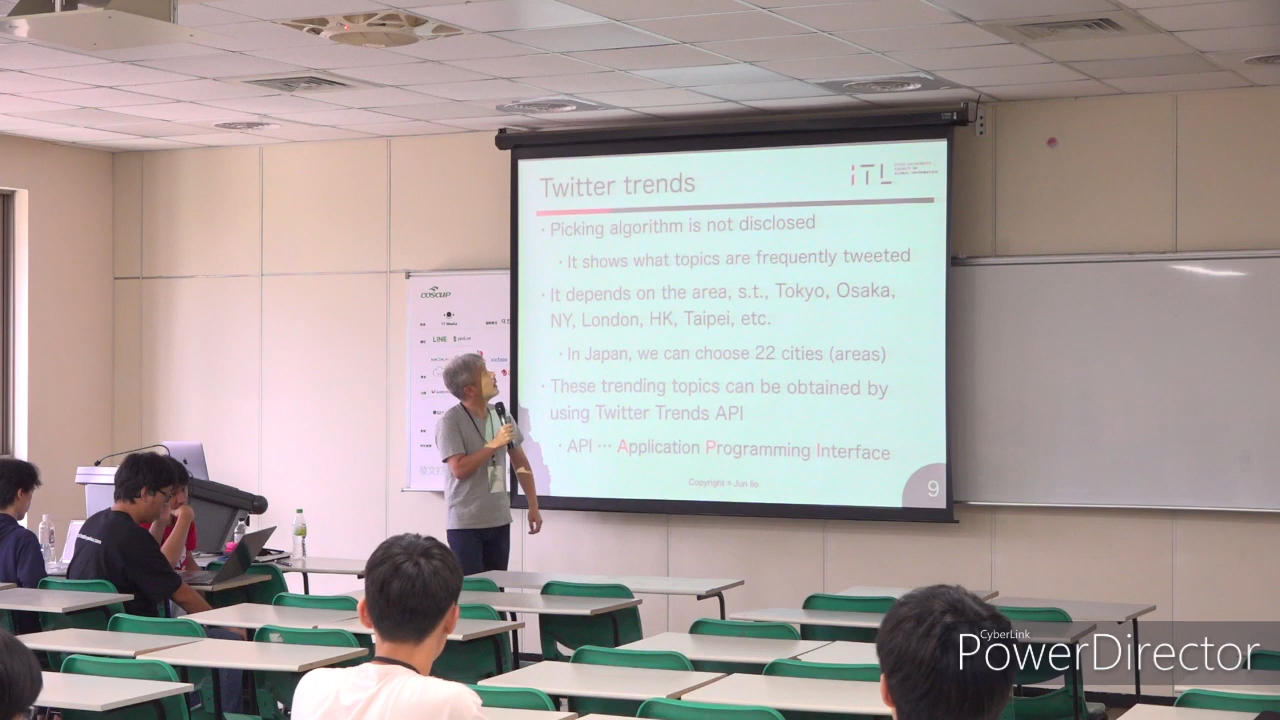 Twitter trends
iTL
・Picking algorithm is not disclosed
・It shows what topics are frequently tweeted
・It depends on the area, s.t., Tokyo, Osaka,
NY, London, HK, Taipei, etc.
・In Japan, we can choose 22 cities (areas)
・These trending topics can be obtained by
using Twitter Trends API
・API … Application Programming Interface
Copyright © Jun Iio
9
COSCUP
LINE
CyberLink
PowerDirector